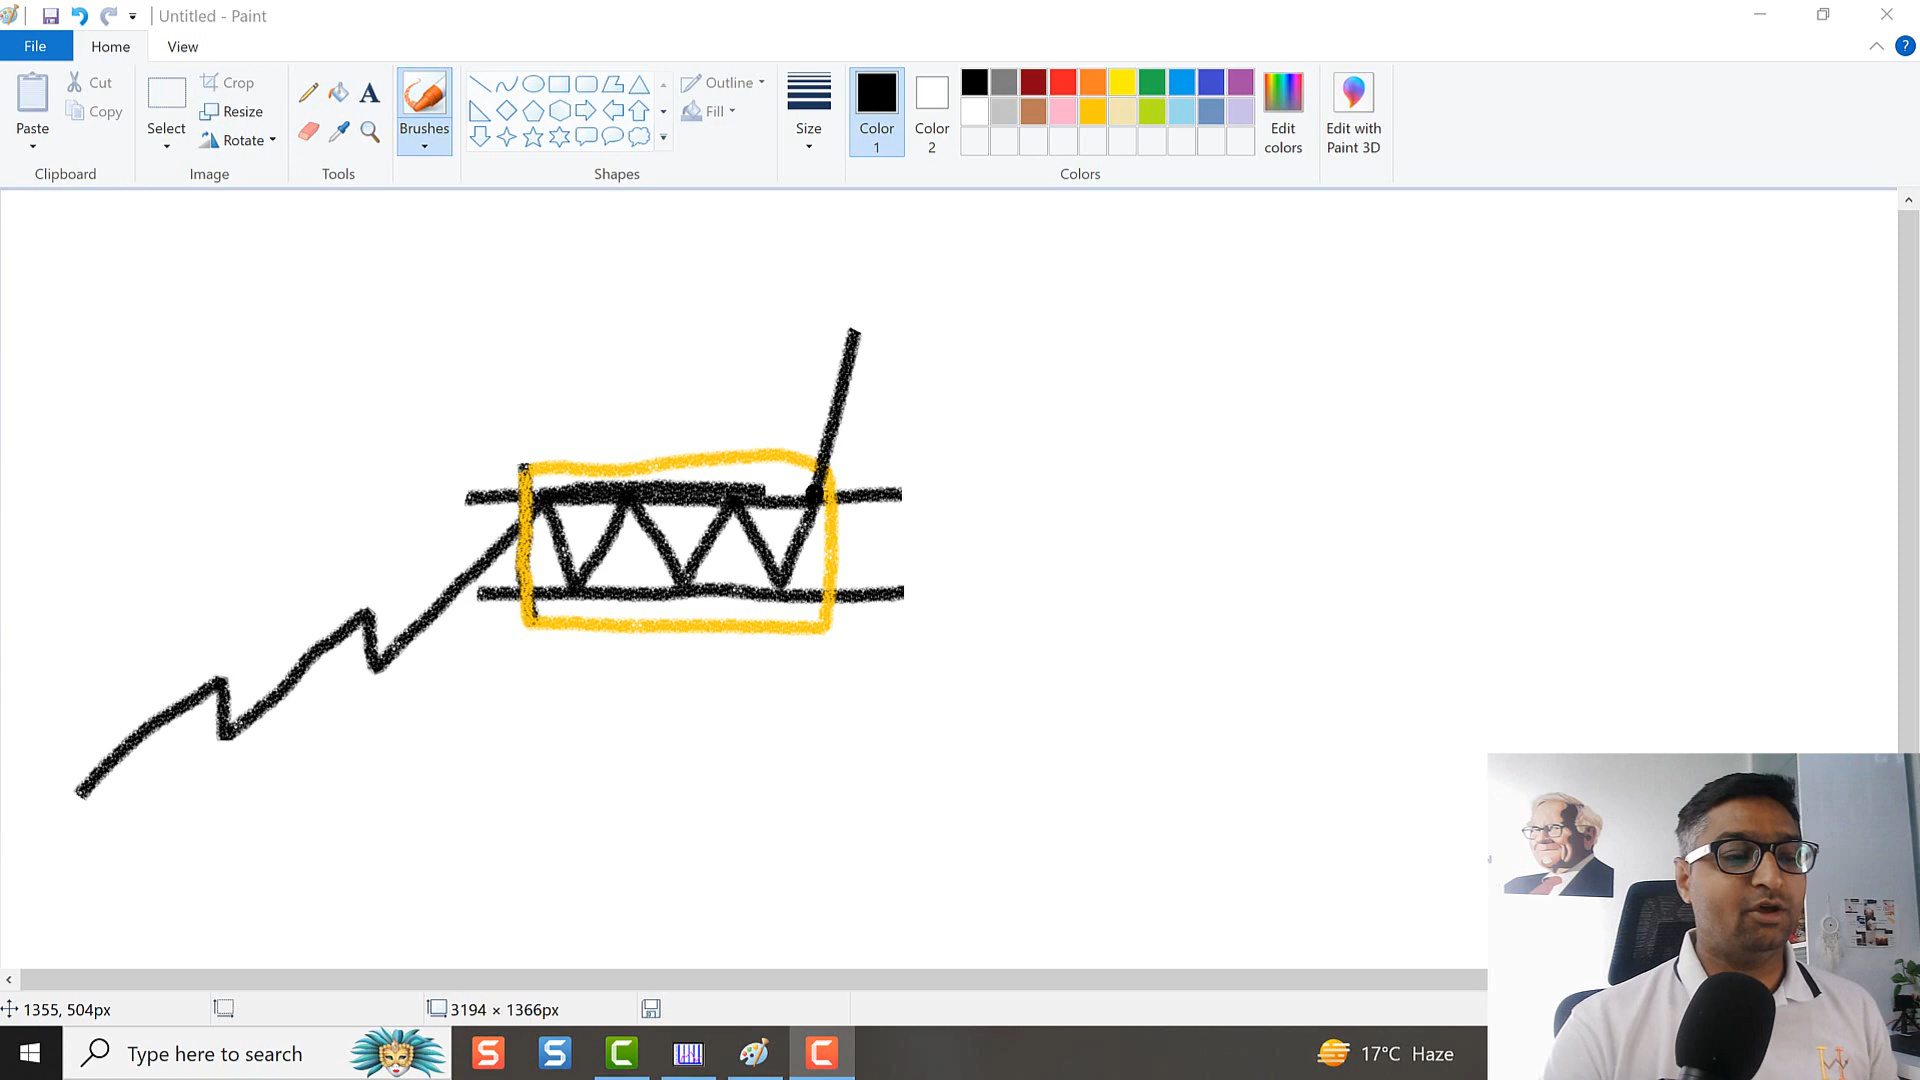 Untitled - Paint
File
Home
View
Paste
Cut
Copy
Clipboard
Select
Crop
Resize
Rotate
Image
A
Tools
Brushes
Outline
Fill
Shapes
Size
Color 1
Color 2
Edit colors
Edit with Paint 3D
Colors
?
1355, 504px
3194 × 1366px
Type here to search
S
S
C
C
17°C Haze